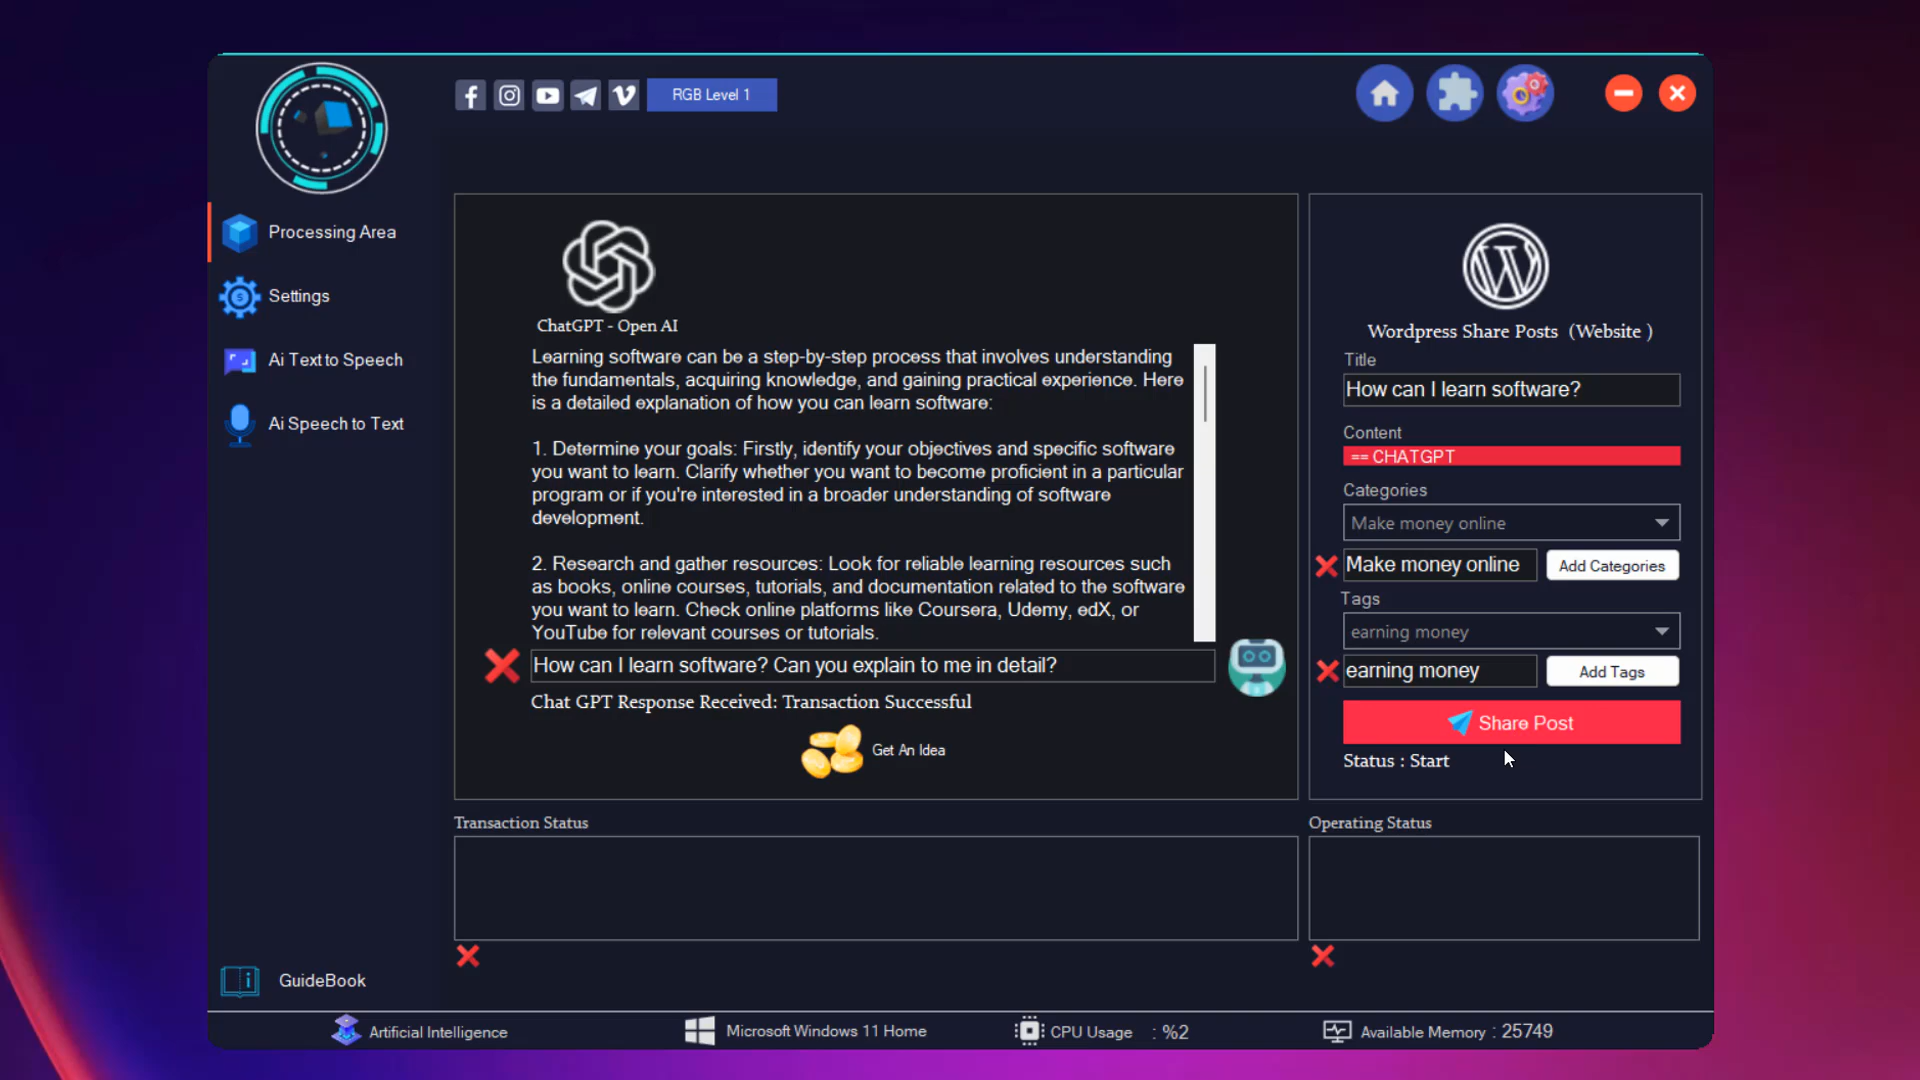 RGB Level 1
Processing Area
Settings
Ai Text to Speech
Ai Speech to Text
GuideBook
ChatGPT - Open AI
Learning software can be a step-by-step process that involves understanding
the fundamentals, acquiring knowledge, and gaining practical experience. Here
is a detailed explanation of how you can learn software:
1. Determine your goals: Firstly, identify your objectives and specific software
you want to learn. Clarify whether you want to become proficient in a particular
program or if you're interested in a broader understanding of software
development.
2. Research and gather resources: Look for reliable learning resources such
as books, online courses, tutorials, and documentation related to the software
you want to learn. Check online platforms like Coursera, Udemy, edX, or
YouTube for relevant courses or tutorials.
How can I learn software? Can you explain to me in detail?
Chat GPT Response Received: Transaction Successful
Get An Idea
Wordpress Share Posts (Website )
Title
How can I learn software?
Content
== CHATGPT
Categories
Make money online
Make money online
Add Categories
Tags
earning money
earning money
Add Tags
Share Post
Status : Start
Transaction Status
Operating Status
Artificial Intelligence
Microsoft Windows 11 Home
CPU Usage : %2
Available Memory : 25749